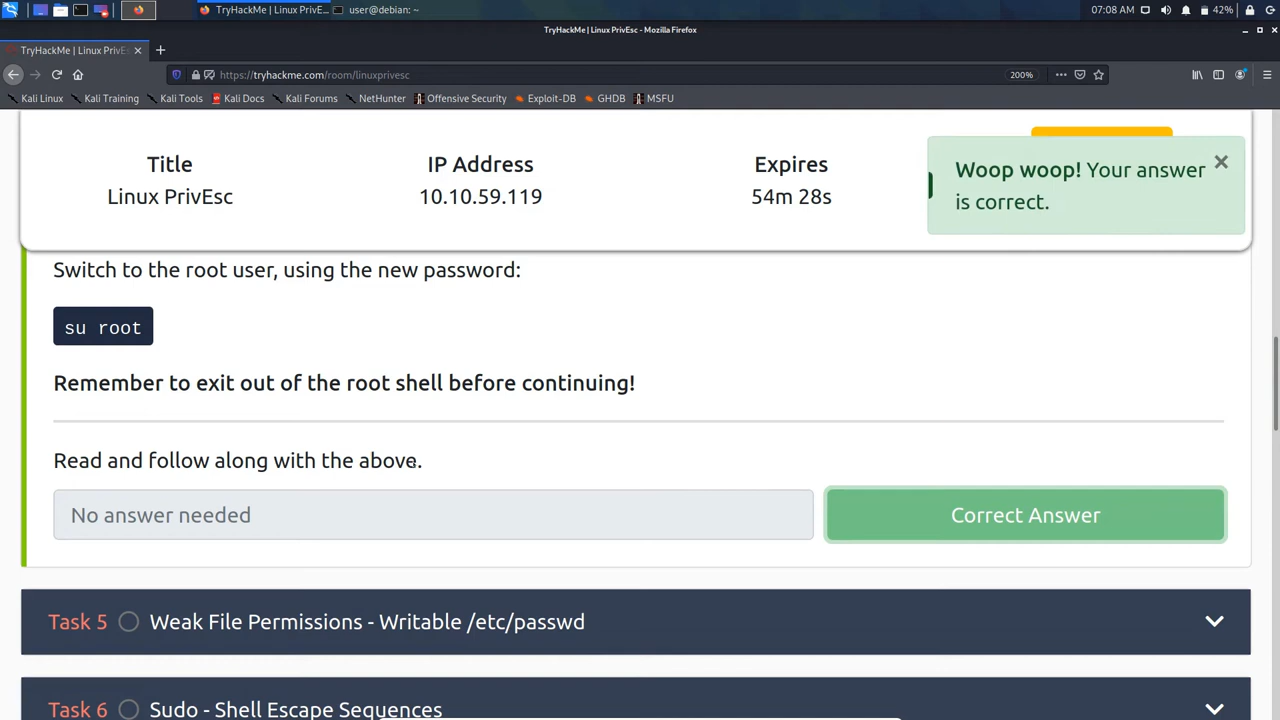 TryHackMe | Linux PrivE...
user@debian: ~
07:08 AM
42%
TryHackMe | Linux PrivEsc - Mozilla Firefox
TryHackMe | Linux PrivEsc
https://tryhackme.com/room/linuxprivesc
200%
Kali Linux
Kali Training
Kali Tools
Kali Docs
Kali Forums
NetHunter
Offensive Security
Exploit-DB
GHDB
MSFU
Title
IP Address
Expires
Linux PrivEsc
10.10.59.119
54m 28s
Woop woop! Your answer
is correct.
Switch to the root user, using the new password:
su root
Remember to exit out of the root shell before continuing!
Read and follow along with the above.
No answer needed
Correct Answer
Task 5
Weak File Permissions - Writable /etc/passwd
Task 6
Sudo - Shell Escape Sequences